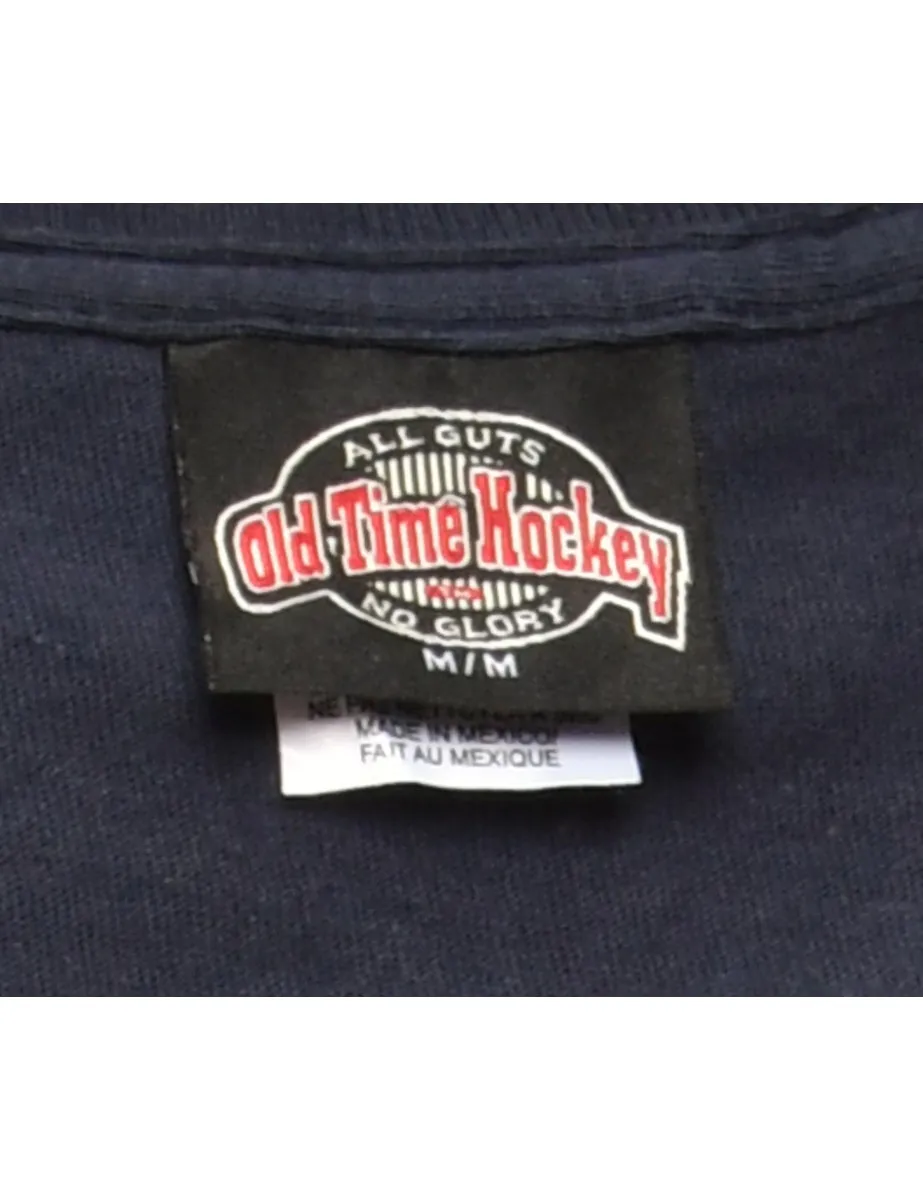 ALL GUTS
Old Time Hockey
NO GLORY
M/M
MADE IN MEXICO/
FAIT AU MEXIQUE